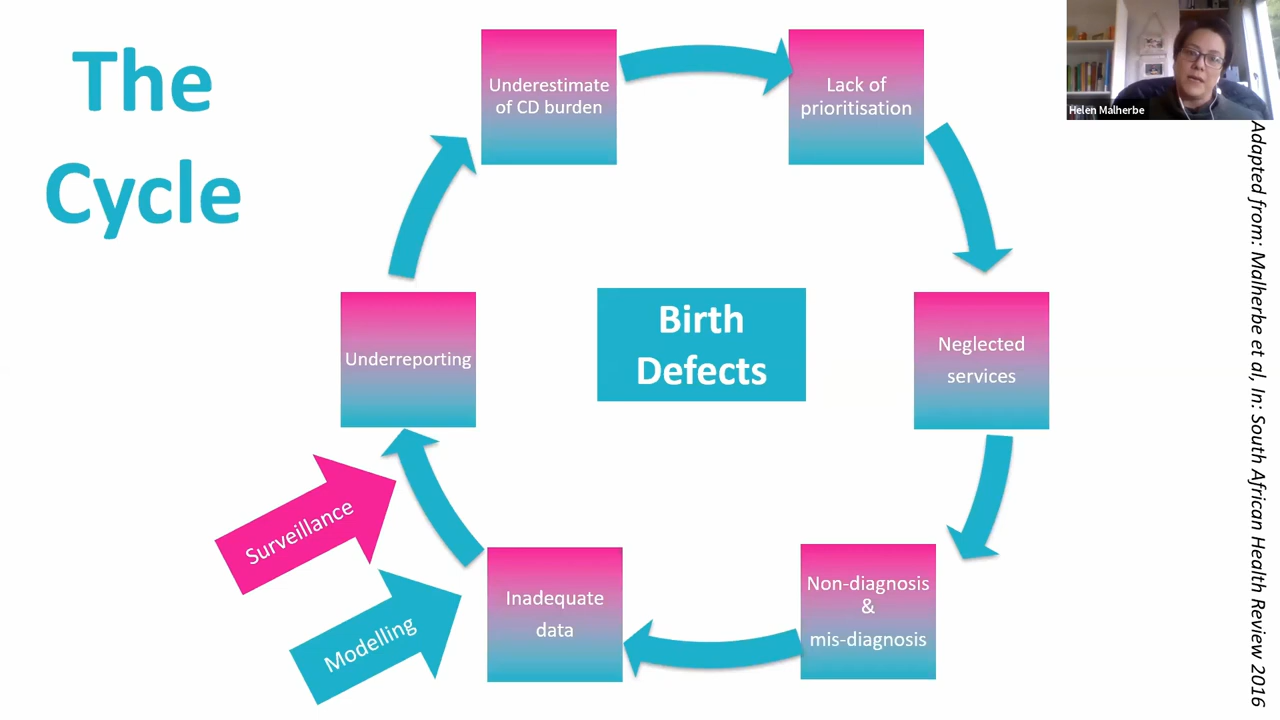 The
Cycle
Underestimate
of CD burden
Lack of
prioritisation
Helen Malherbe
Neglected
services
Non-diagnosis
&
mis-diagnosis
Inadequate
data
Underreporting
Birth
Defects
Surveillance
Modelling
Adapted from: Malherbe et al, In: South African Health Review 2016